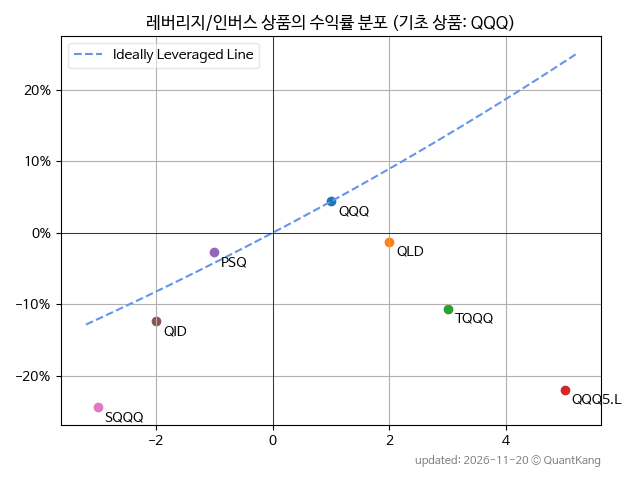 레버리지/인버스 상품의 수익률 분포 (기초 상품: QQQ)
Ideally Leveraged Line
20%
10%
QQQ
0%
QLD
PSQ
−10%
TQQQ
QID
−20%
QQQ5.L
SQQQ
−2 0 2 4
updated: 2026-11-20 © QuantKang